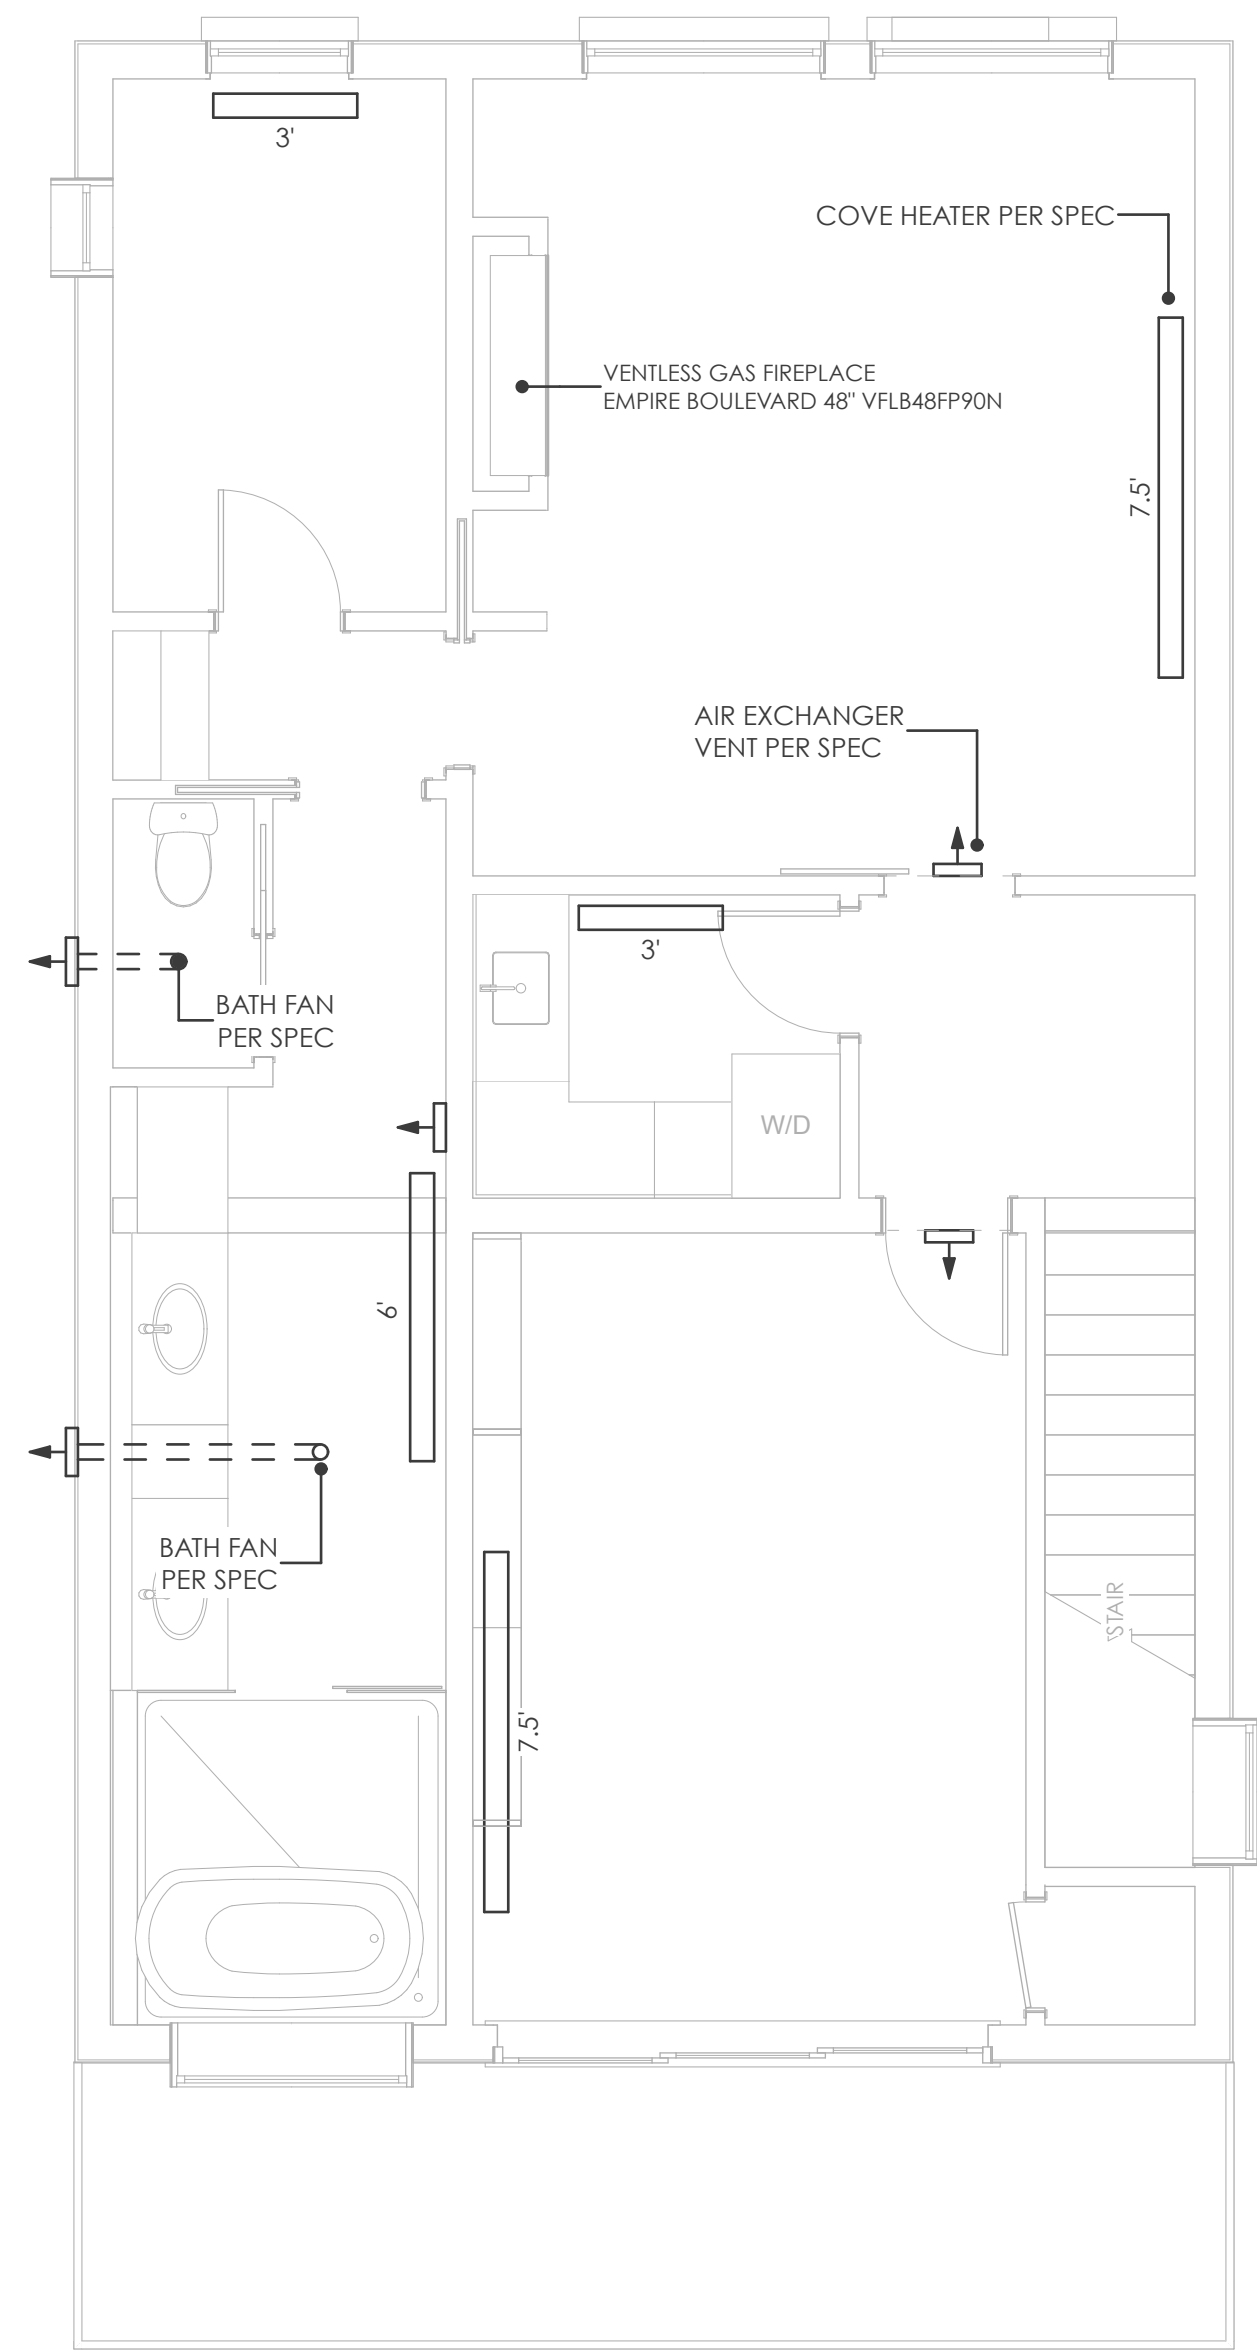 3'
COVE HEATER PER SPEC
VENTLESS GAS FIREPLACE
EMPIRE BOULEVARD 48" VFLB48FP90N
7.5'
AIR EXCHANGER
VENT PER SPEC
3'
BATH FAN
PER SPEC
W/D
6'
BATH FAN
PER SPEC
STAIR
7.5'